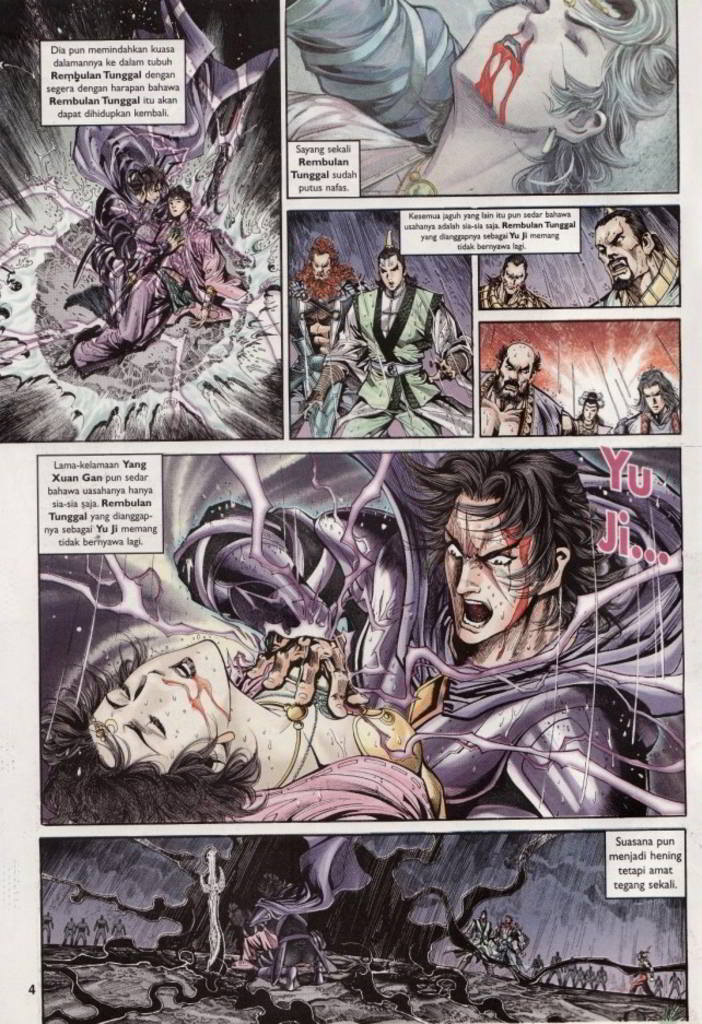 Dia pun memindahkan kuasa
dalamannya ke dalam tubuh
Rembulan Tunggal dengan
segera dengan harapan bahawa
Rembulan Tunggal itu akan
dapat dihidupkan kembali.
Sayang sekali
Rembulan
Tunggal sudah
putus nafas.
Kesemua jaguh yang lain itu pun sedar bahawa
usahanya adalah sia-sia saja. Rembulan Tunggal
yang dianggapnya sebagai Yu Ji memang
tidak bernyawa lagi.
Lama-kelamaan Yang
Xuan Gan pun sedar
bahawa uasahanya hanya
sia-sia saja. Rembulan
Tunggal yang dianggap-
nya sebagai Yu Ji memang
tidak bernyawa lagi.
Yu
Ji...
Suasana pun
menjadi hening
tetapi amat
tegang sekali.
4